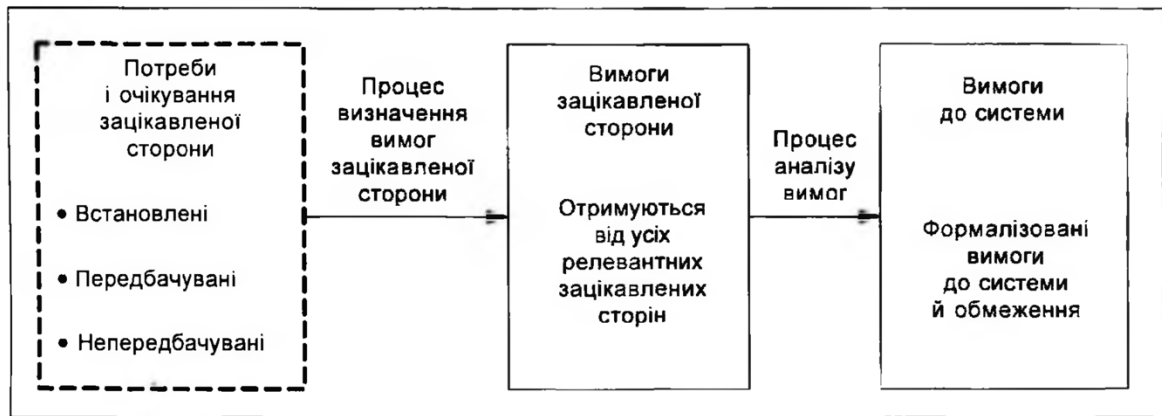 Потреби
і очікування
зацікавленої
сторони
• Встановлені
• Передбачувані
• Непередбачувані
Процес
визначення
вимог
зацікавленої
сторони
Вимоги
зацікавленої
сторони
Отримуються
від усіх
релевантних
зацікавлених
сторін
Процес
аналізу
вимог
Вимоги
до системи
Формалізовані
вимоги
до системи
й обмеження